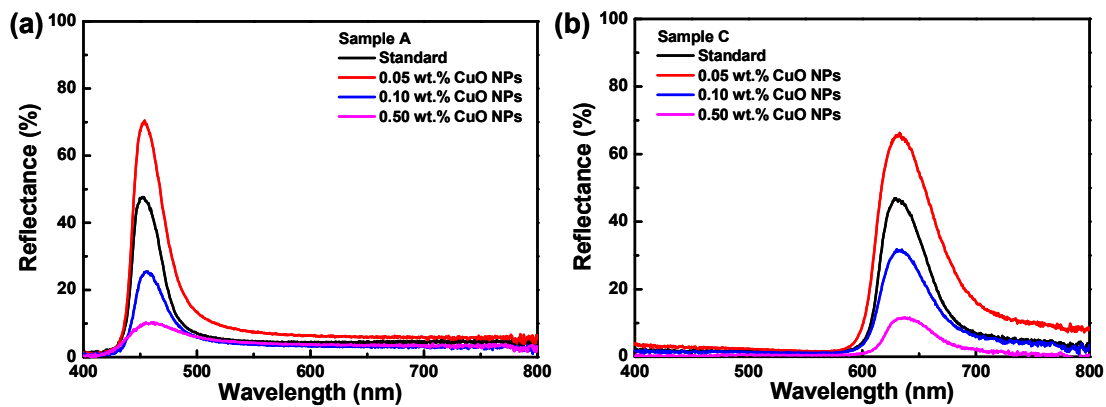 (a)
100
80
60
40
20
0
Reflectance (%)
Sample A
Standard
0.05 wt.% CuO NPs
0.10 wt.% CuO NPs
0.50 wt.% CuO NPs
400 500 600 700 800
Wavelength (nm)
(b)
100
80
60
40
20
0
Reflectance (%)
Sample C
Standard
0.05 wt.% CuO NPs
0.10 wt.% CuO NPs
0.50 wt.% CuO NPs
400 500 600 700 800
Wavelength (nm)